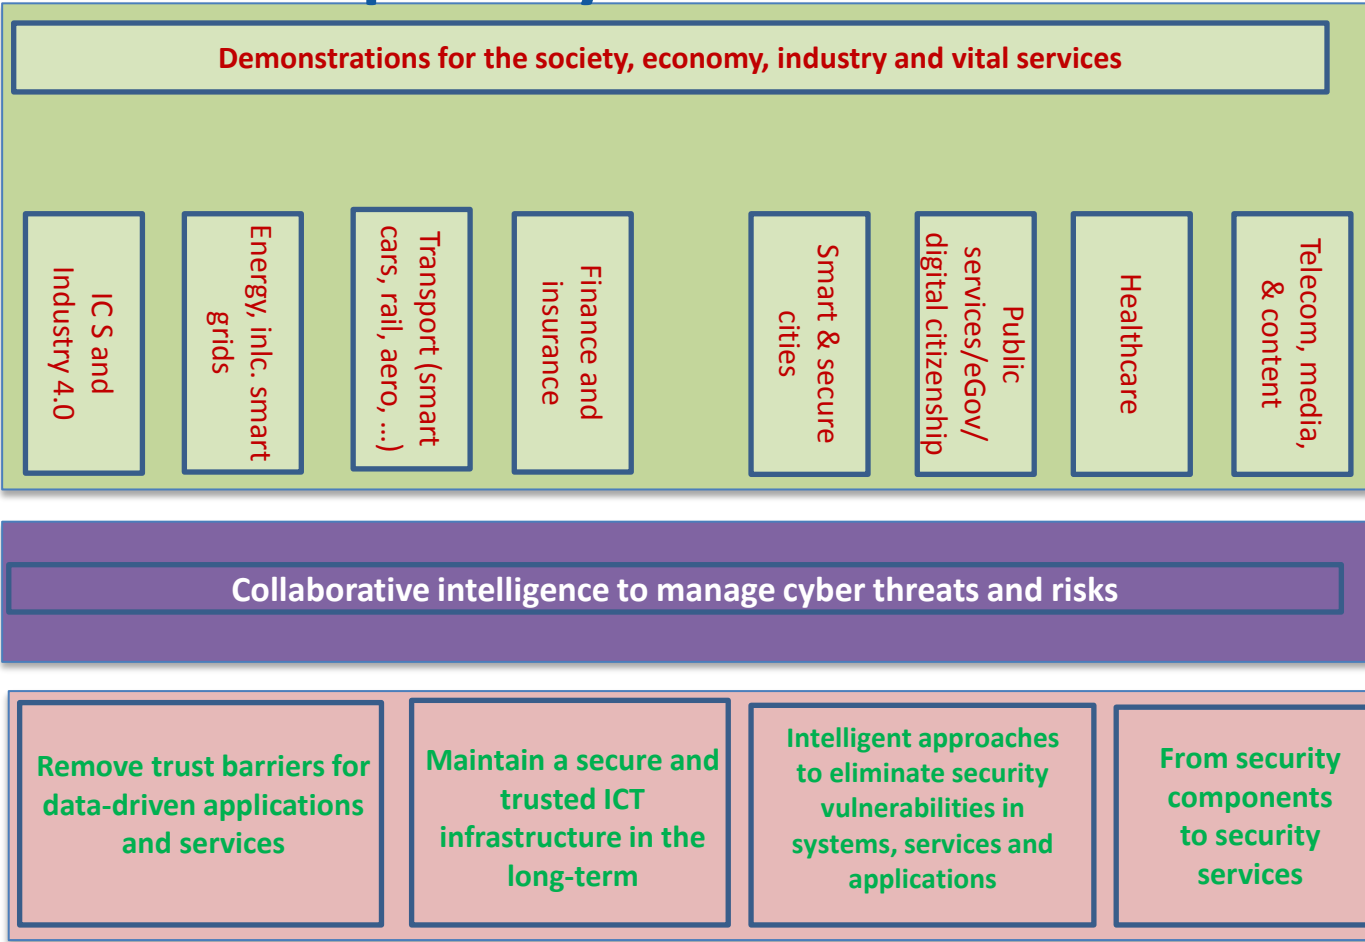 Demonstrations for the society, economy, industry and vital services
IC S and
Industry 4.0
Energy, inlc. smart
grids
Transport (smart
cars, rail, aero, ...)
Finance and
insurance
Smart & secure
cities
Public
services/eGov/
digital citizenship
Healthcare
Telecom, media,
& content
Collaborative intelligence to manage cyber threats and risks
Remove trust barriers for
data-driven applications
and services
Maintain a secure and
trusted ICT
infrastructure in the
long-term
Intelligent approaches
to eliminate security
vulnerabilities in
systems, services and
applications
From security
components
to security
services